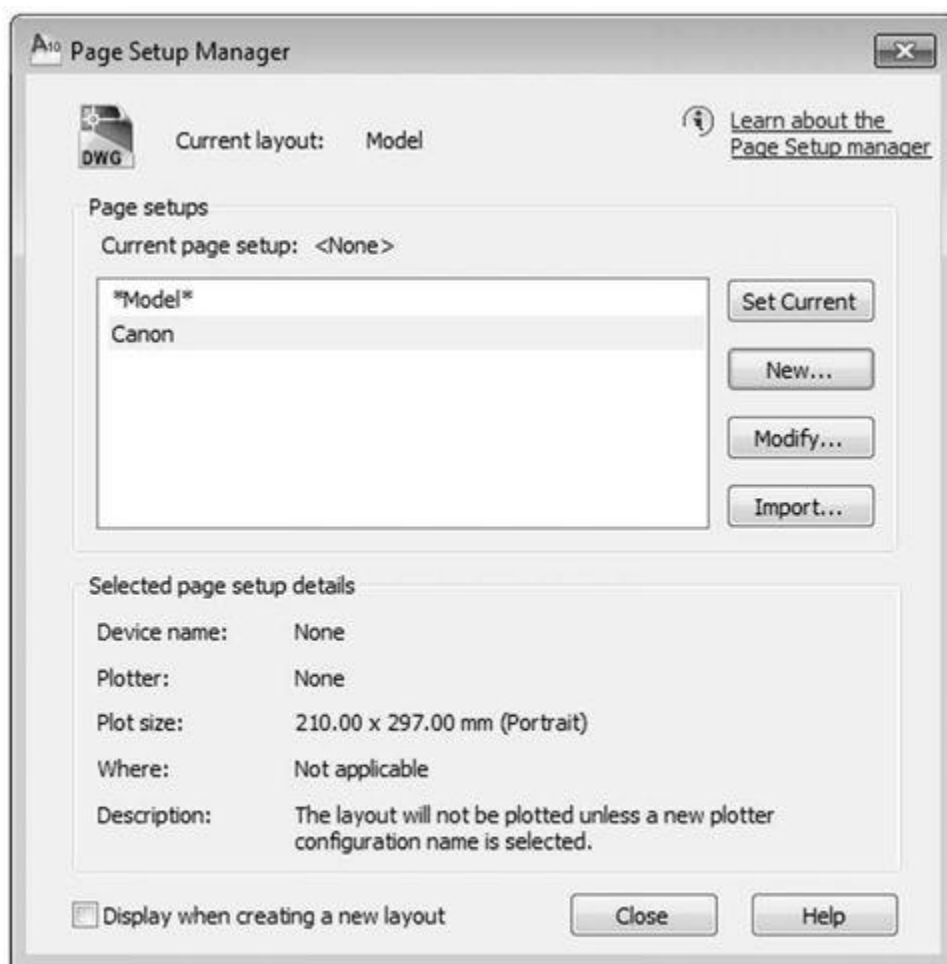 A10 Page Setup Manager
DWG
Current layout: Model
Learn about the
Page Setup manager
Page setups
Current page setup: <None>
*Model*
Canon
Set Current
New...
Modify...
Import...
Selected page setup details
Device name: None
Plotter: None
Plot size: 210.00 x 297.00 mm (Portrait)
Where: Not applicable
Description: The layout will not be plotted unless a new plotter
configuration name is selected.
Display when creating a new layout
Close
Help